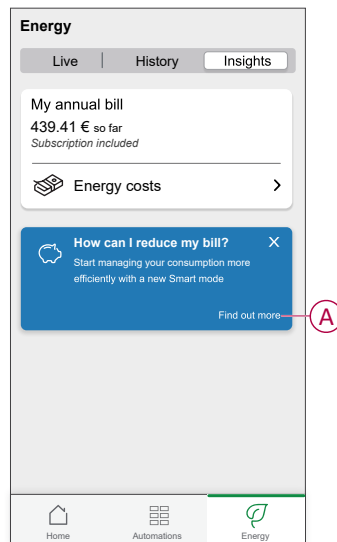 Energy
Live | History Insights
My annual bill
439.41 € so far
Subscription included
Energy costs
How can I reduce my bill? X
Start managing your consumption more
efficiently with a new Smart mode
Find out more
A
Home Automations Energy